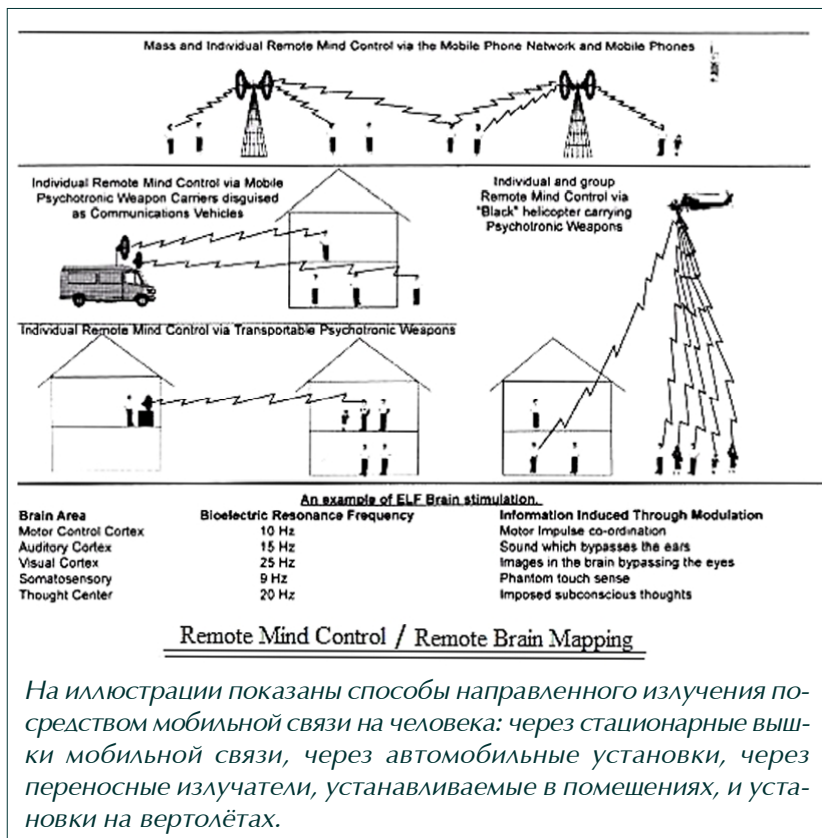 Mass and Individual Remote Mind Control via the Mobile Phone Network and Mobile Phones
Individual Remote Mind Control via Mobile
Psychotronic Weapon Carriers disguised
as Communications Vehicles
Individual and group
Remote Mind Control via
"Black" helicopter carrying
Psychotronic Weapons
Individual Remote Mind Control via Transportable Psychotronic Weapons
An example of ELF Brain stimulation.
Brain Area Bioelectric Resonance Frequency Information Induced Through Modulation
Motor Control Cortex 10 Hz Motor Impulse co-ordination
Auditory Cortex 15 Hz Sound which bypasses the ears
Visual Cortex 25 Hz Images in the brain bypassing the eyes
Somatosensory 9 Hz Phantom touch sense
Thought Center 20 Hz Imposed subconscious thoughts
Remote Mind Control / Remote Brain Mapping
На иллюстрации показаны способы направленного излучения по-
средством мобильной связи на человека: через стационарные выш-
ки мобильной связи, через автомобильные установки, через
переносные излучатели, устанавливаемые в помещениях, и уста-
новки на вертолётах.